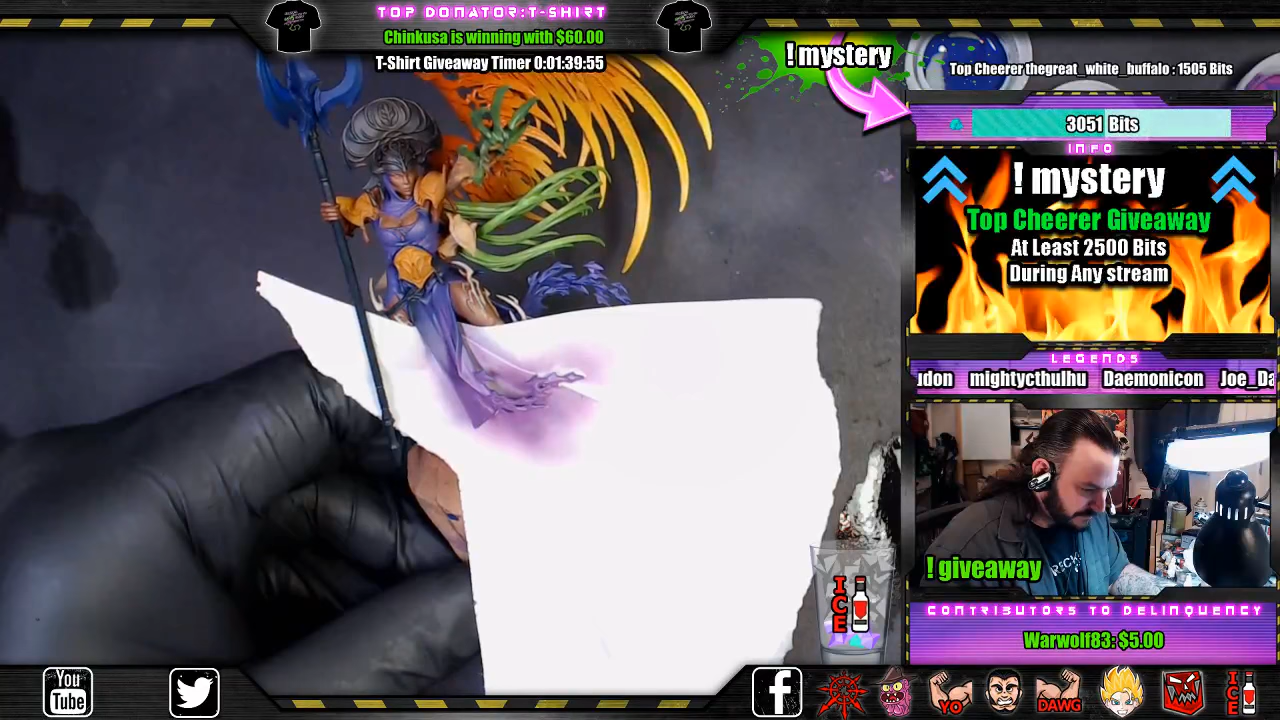 TOP DONATOR:T-SHIRT
Chinkusa is winning with $60.00
T-Shirt Giveaway Timer 0:01:39:55
!mystery
Top Cheerer thegreat_white_buffalo : 1505 Bits
3051 Bits
INFO
!mystery
Top Cheerer Giveaway
At Least 2500 Bits
During Any stream
LEGENDS
udon mightycthulhu Daemonicon Joe_Da
!giveaway
ICE
CONTRIBUTORS TO DELINQUENCY
Warwolf83: $5.00
You
Tube
YO
DAWG
ICE